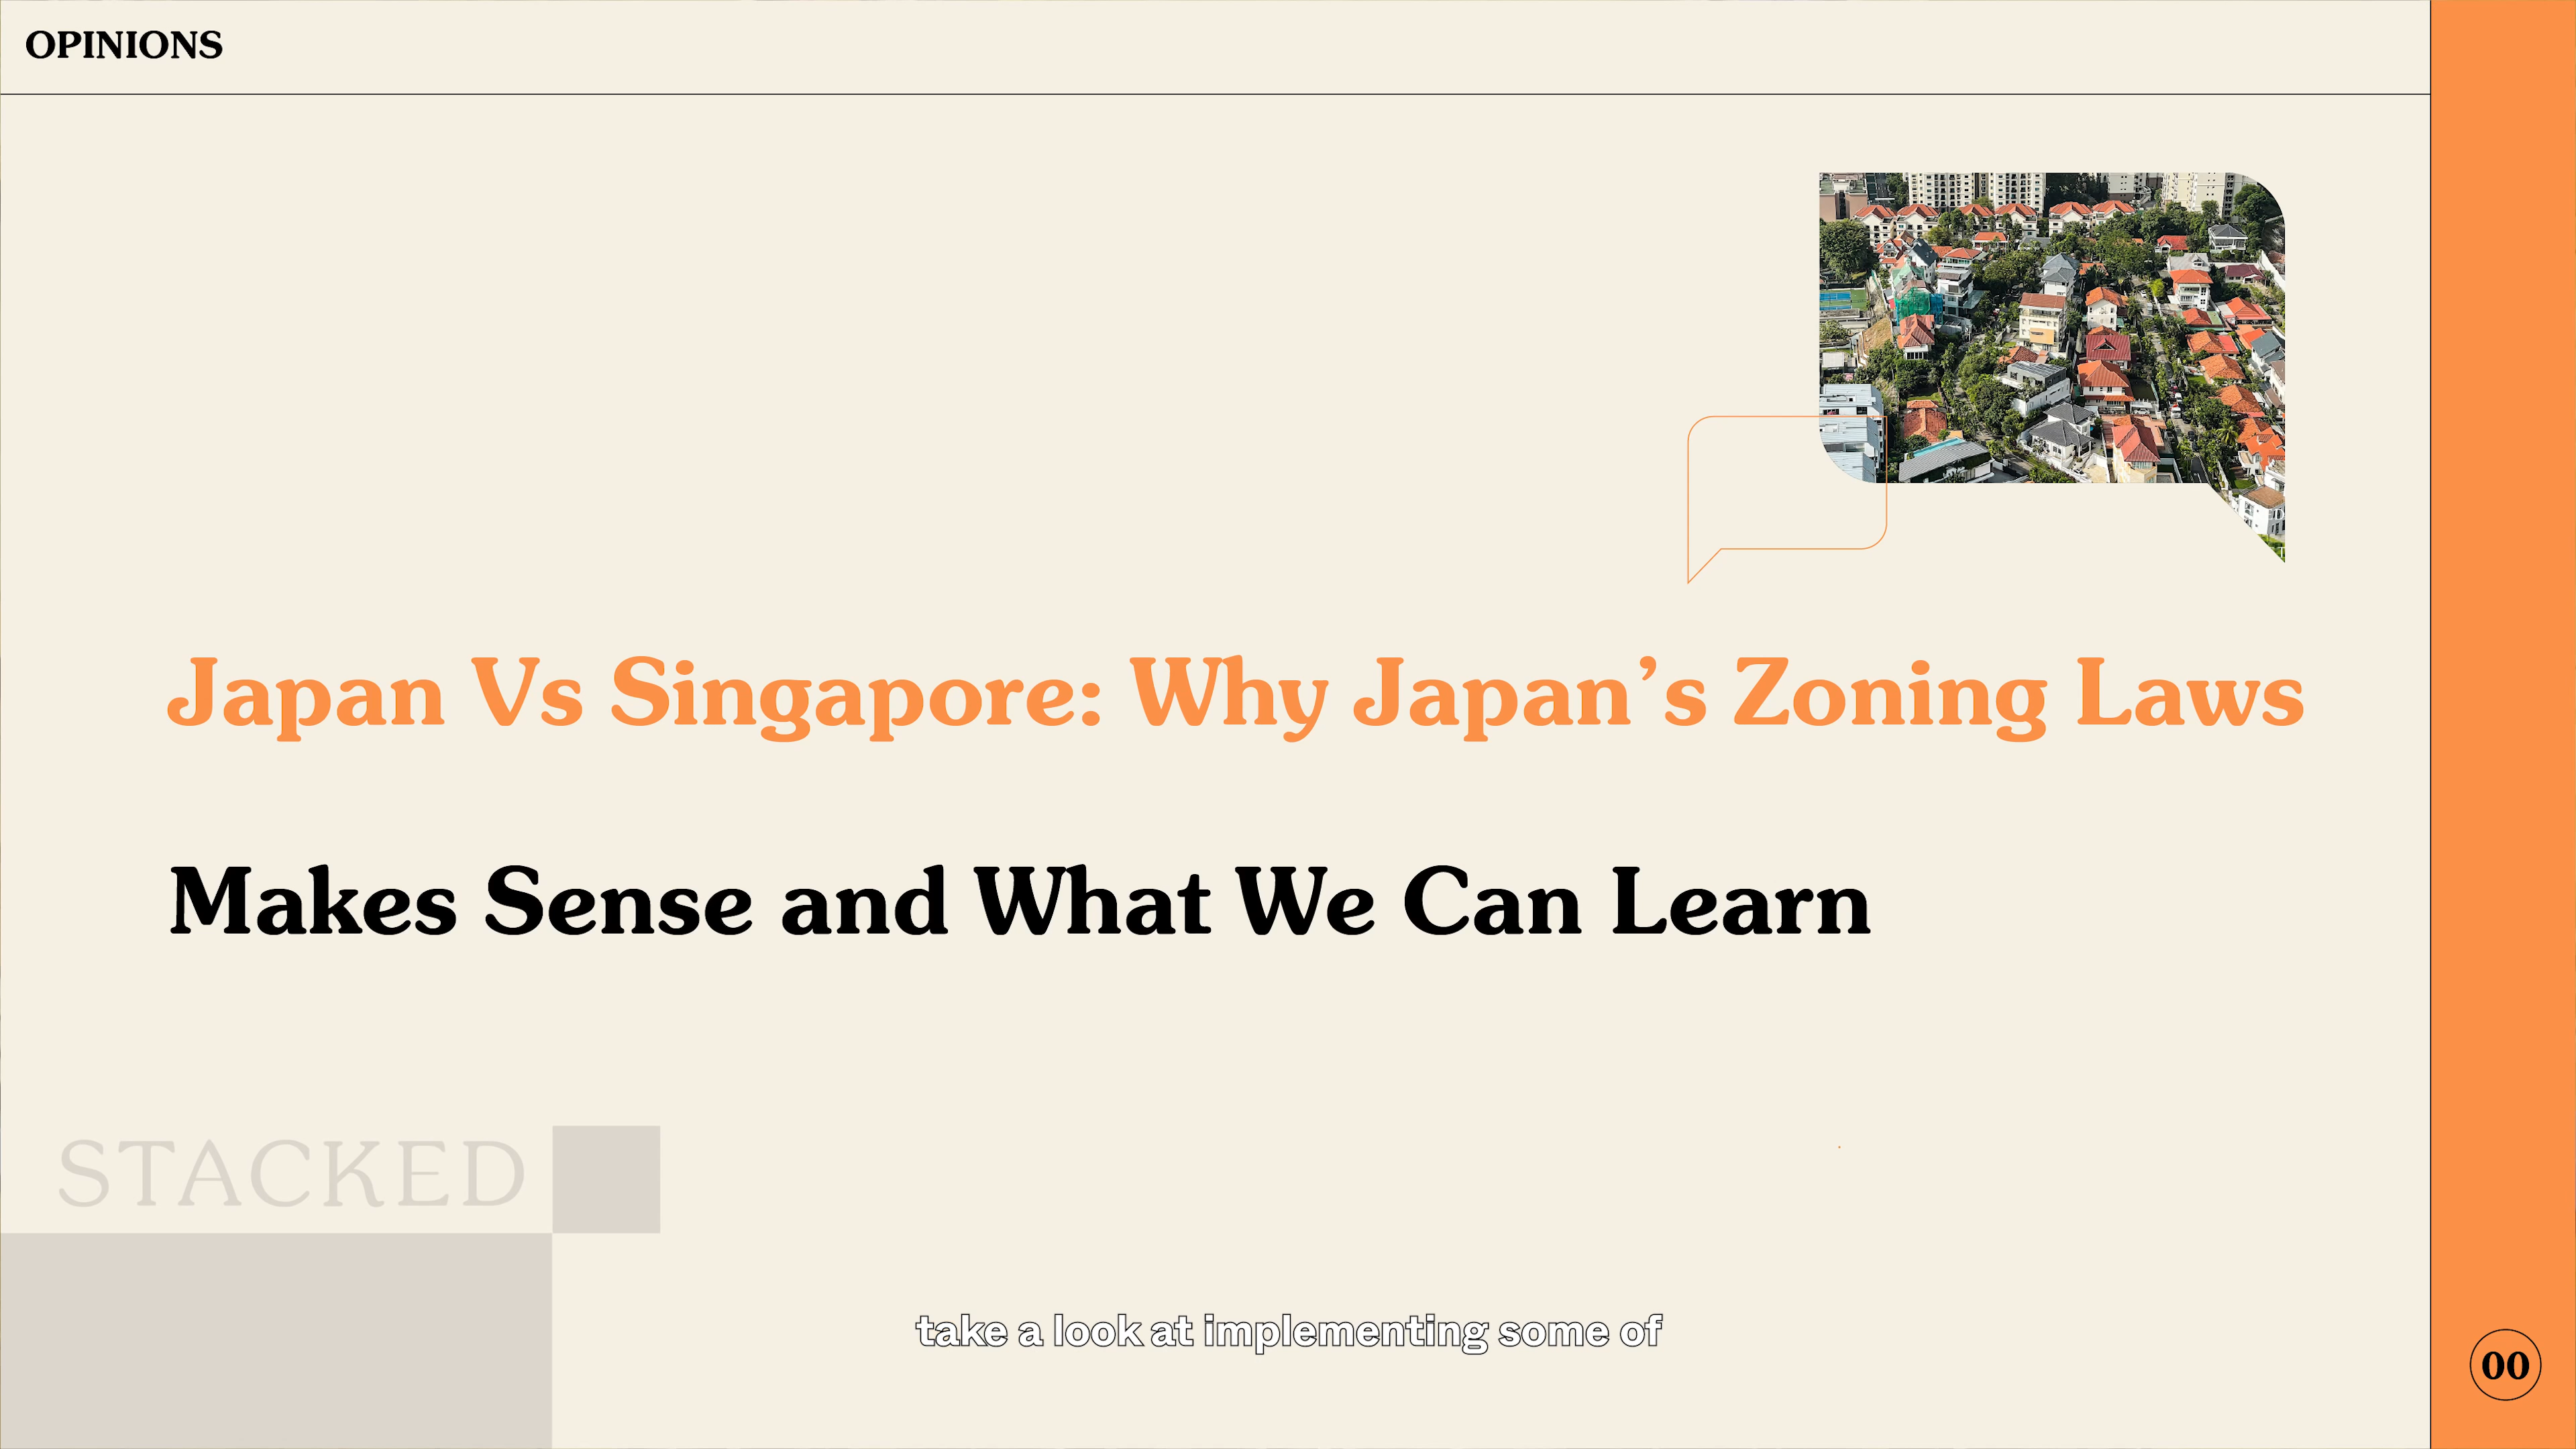 OPINIONS
Japan Vs Singapore: Why Japan’s Zoning Laws
Makes Sense and What We Can Learn
STACKED
take a look at implementing some of
00